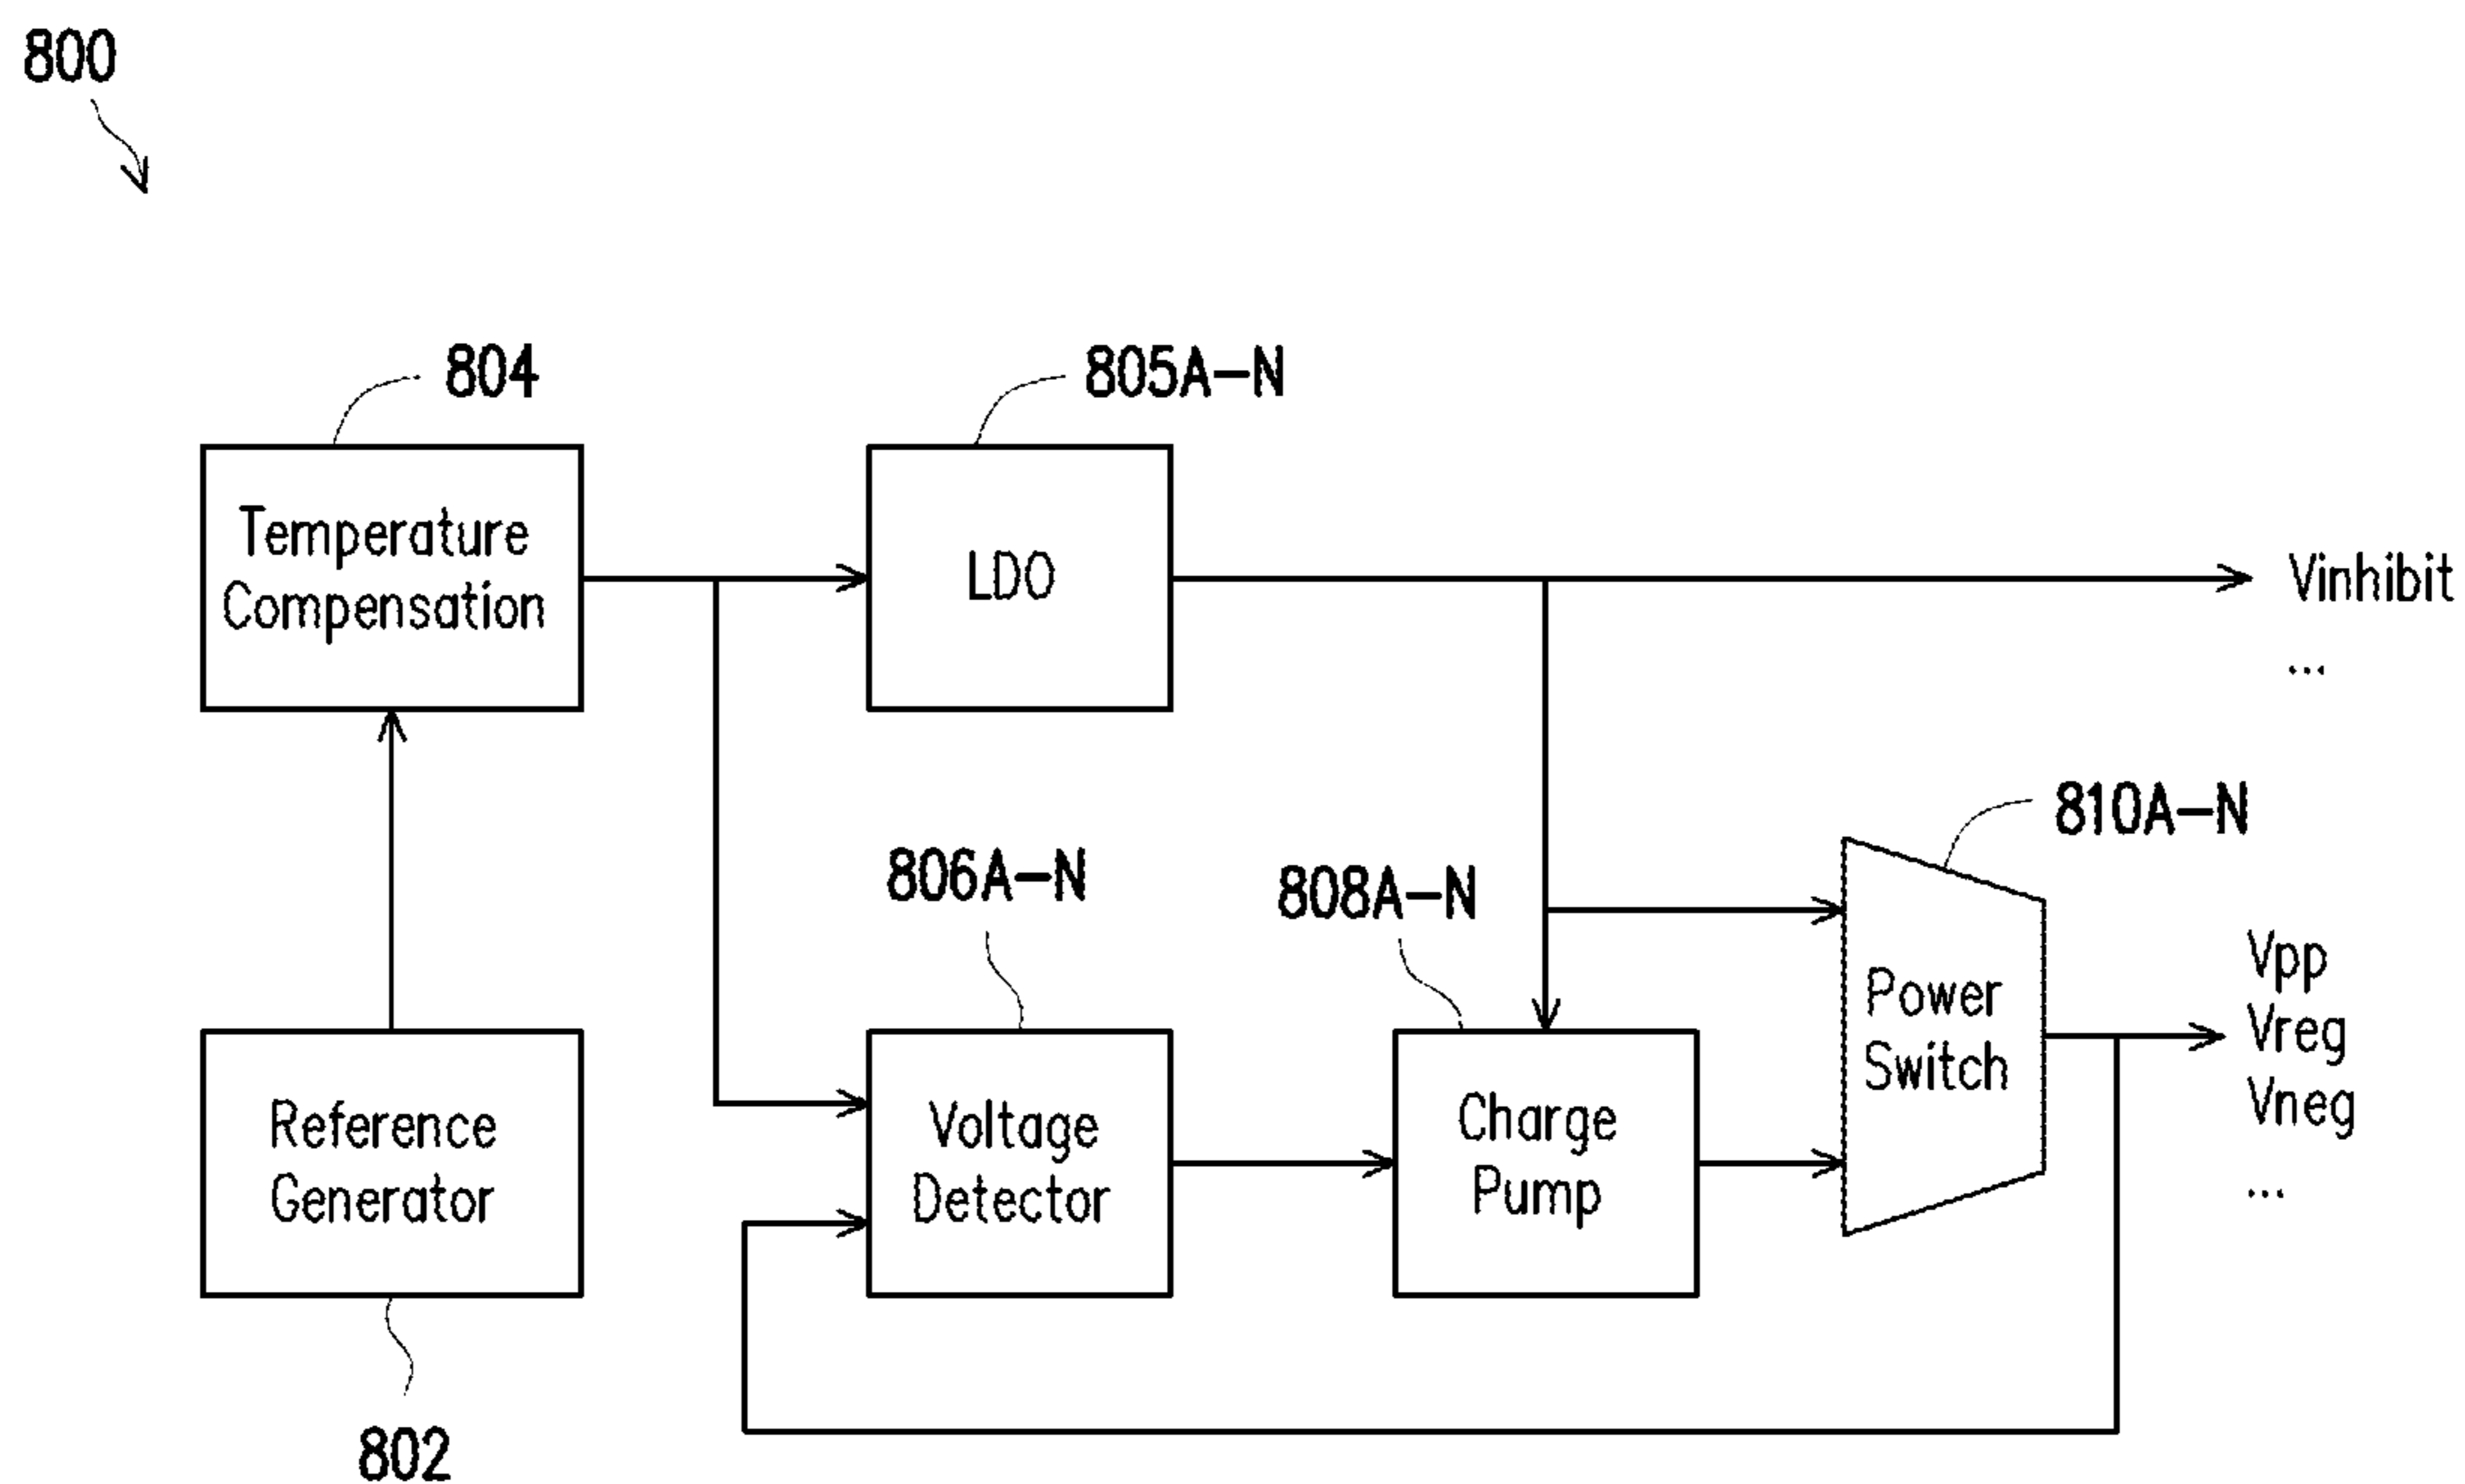 800
804
805A-N
Temperature
Compensation
LDO
Vinhibit
...
810A-N
806A-N
808A-N
Power
Switch
Vpp
Vreg
Vneg
...
Reference
Generator
Voltage
Detector
Charge
Pump
802